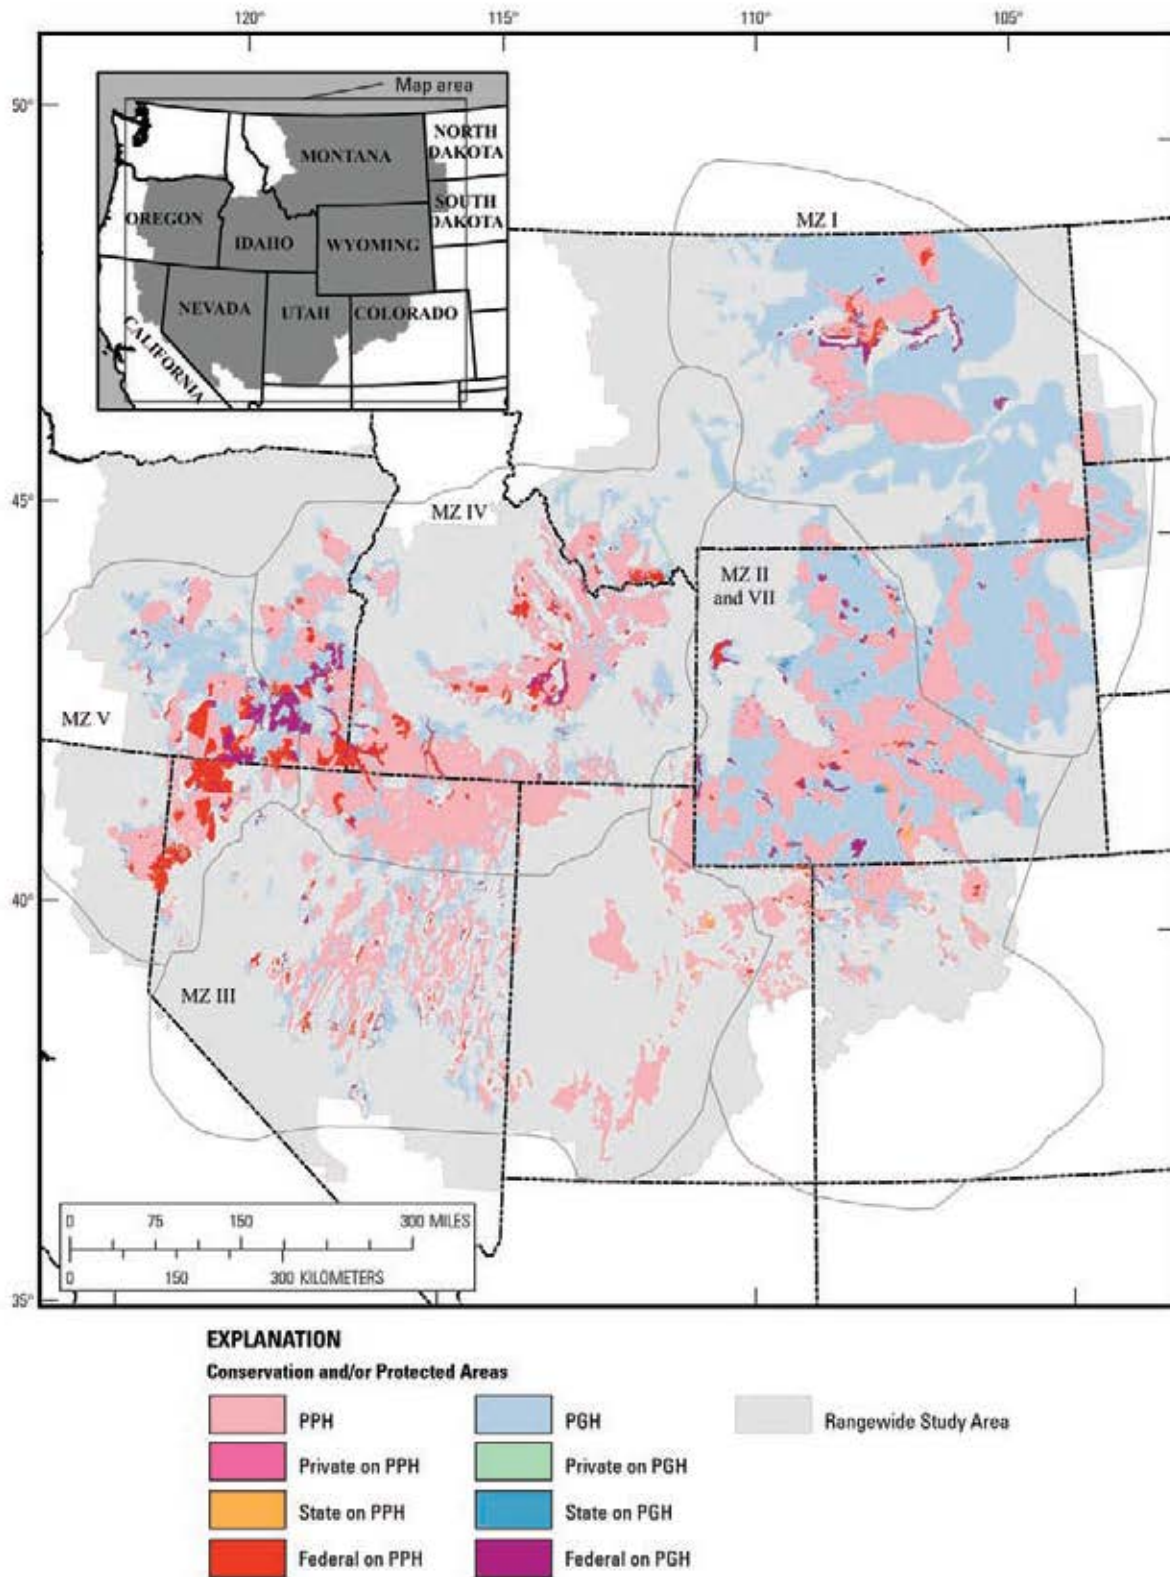 120° 115° 110° 105°
50°
45°
40°
35°
Map area
NORTH
DAKOTA
MONTANA
SOUTH
DAKOTA
OREGON
IDAHO
WYOMING
NEVADA
UTAH
COLORADO
CALIFORNIA
MZ I
MZ IV
MZ II
and VII
MZ V
MZ III
0 75 150 300 MILES
0 150 300 KILOMETERS
EXPLANATION
Conservation and/or Protected Areas
PPH
Private on PPH
State on PPH
Federal on PPH
PGH
Private on PGH
State on PGH
Federal on PGH
Rangewide Study Area